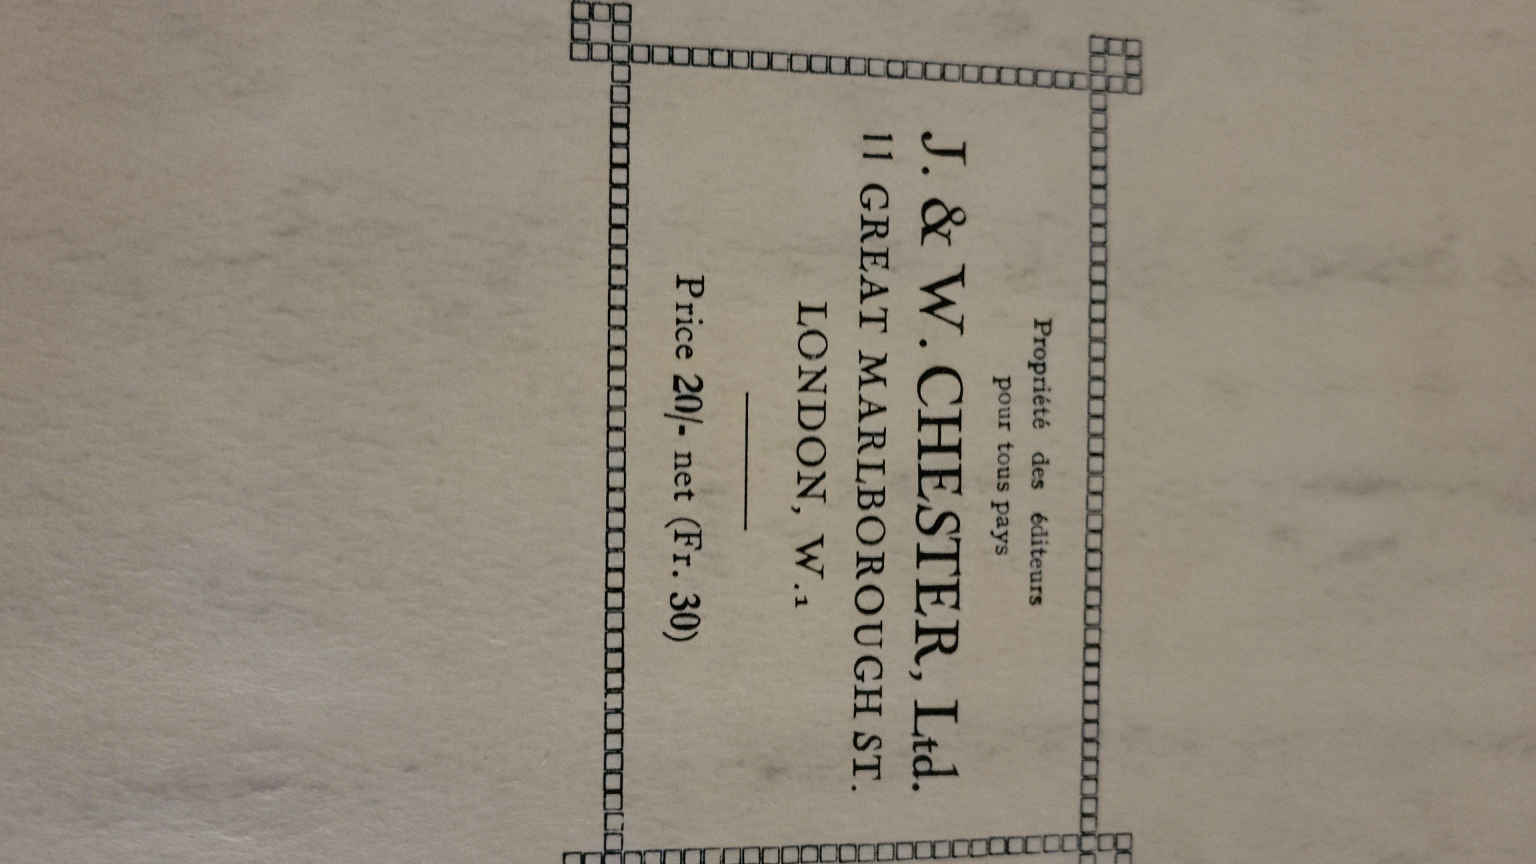 Propriété des éditeurs
pour tous pays
J. & W. CHESTER, Ltd.
11 GREAT MARLBOROUGH ST.
LONDON, W.1
Price 20/- net (Fr. 30)